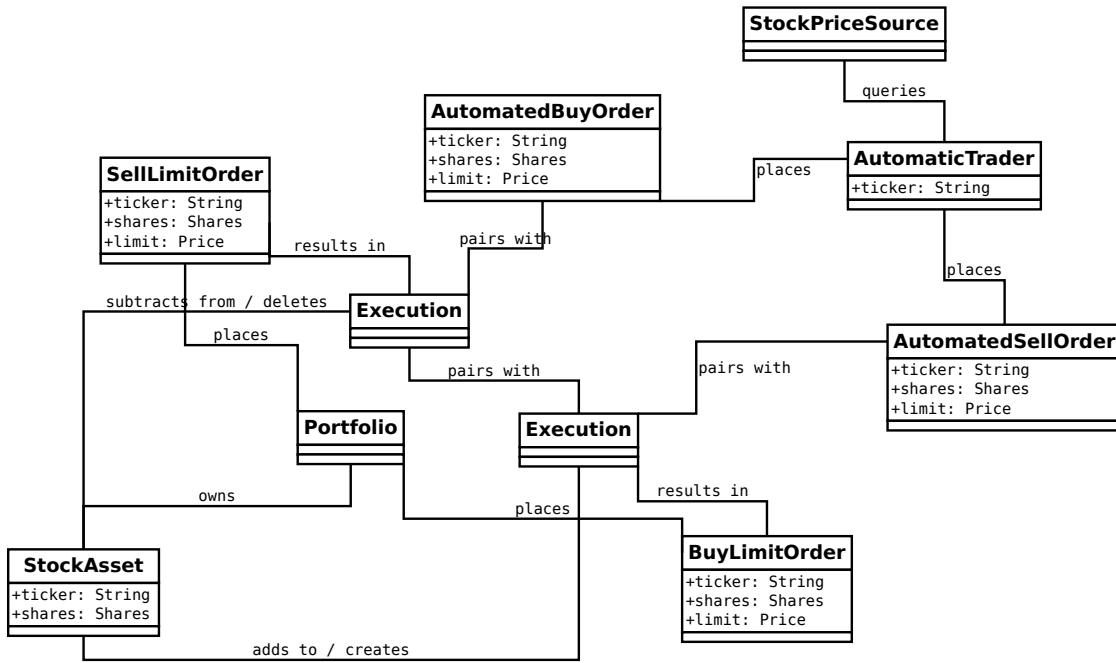 StockPriceSource
queries
AutomatedBuyOrder
+ticker: String
+shares: Shares
+limit: Price
places
AutomaticTrader
+ticker: String
SellLimitOrder
+ticker: String
+shares: Shares
+limit: Price
results in
pairs with
places
subtracts from / deletes
Execution
places
pairs with
pairs with
AutomatedSellOrder
+ticker: String
+shares: Shares
+limit: Price
Portfolio
Execution
owns
places
results in
StockAsset
+ticker: String
+shares: Shares
BuyLimitOrder
+ticker: String
+shares: Shares
+limit: Price
adds to / creates